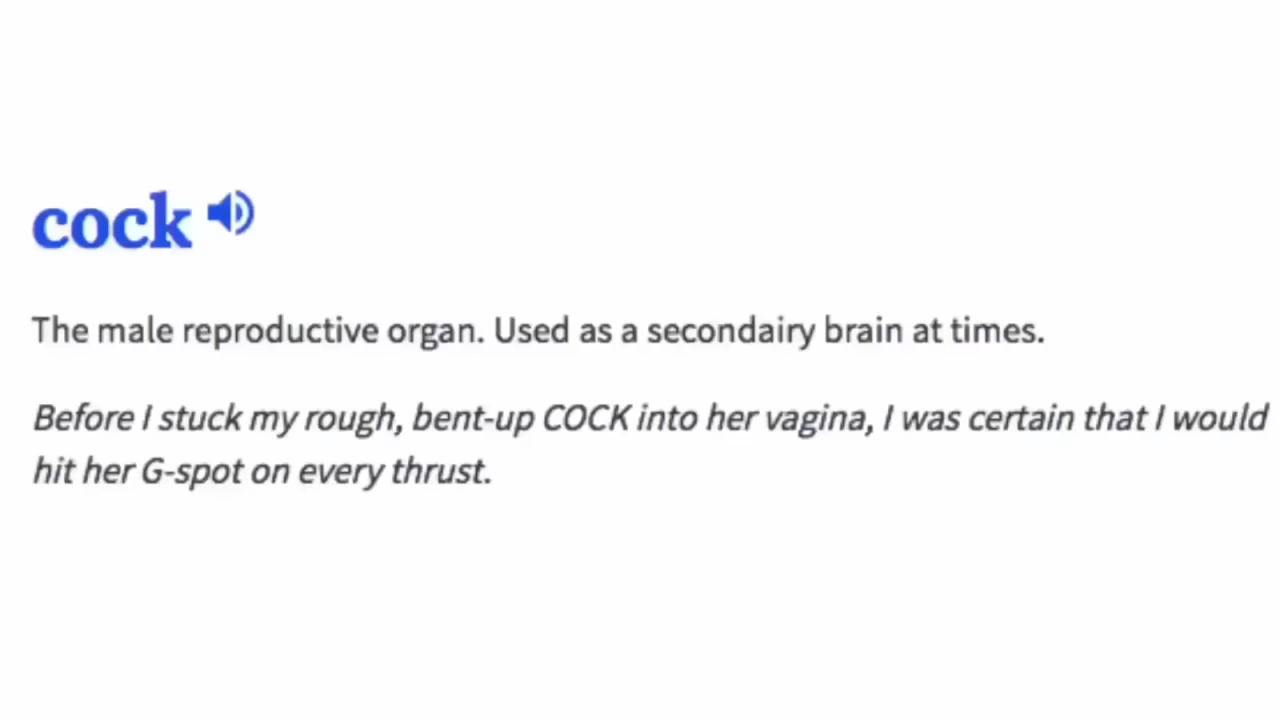 cock
The male reproductive organ. Used as a secondairy brain at times.
Before I stuck my rough, bent-up COCK into her vagina, I was certain that I would
hit her G-spot on every thrust.